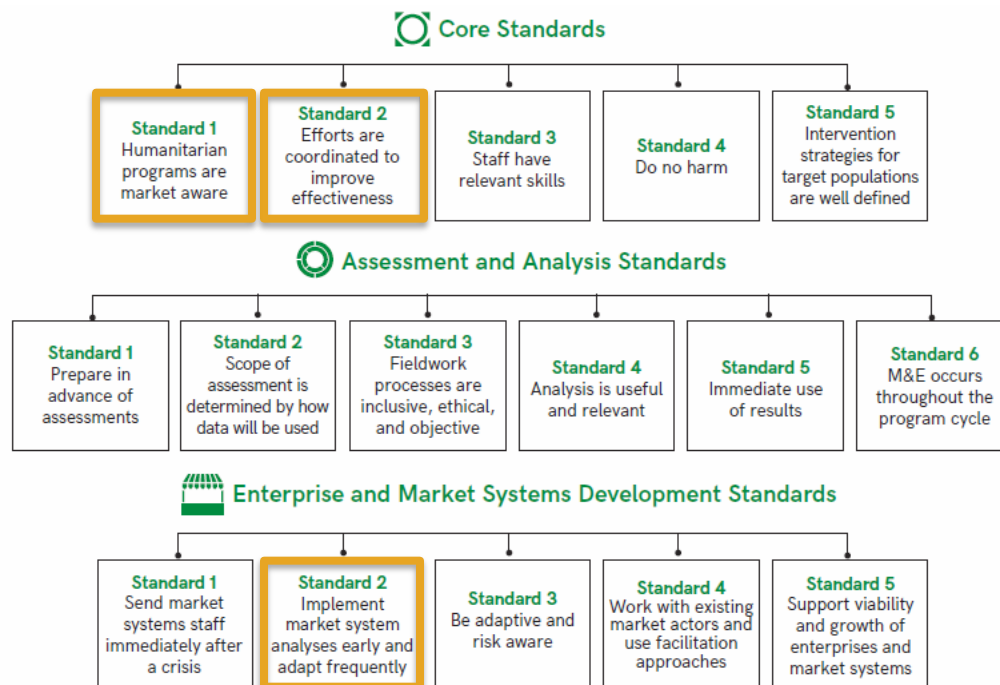 Core Standards
Standard 1
Humanitarian
programs are
market aware
Standard 2
Efforts are
coordinated to
improve
effectiveness
Standard 3
Staff have
relevant skills
Standard 4
Do no harm
Standard 5
Intervention
strategies for
target populations
are well defined
Assessment and Analysis Standards
Standard 1
Prepare in
advance of
assessments
Standard 2
Scope of
assessment is
determined by how
data will be used
Standard 3
Fieldwork
processes are
inclusive, ethical,
and objective
Standard 4
Analysis is useful
and relevant
Standard 5
Immediate use
of results
Standard 6
M&E occurs
throughout the
program cycle
Enterprise and Market Systems Development Standards
Standard 1
Send market
systems staff
immediately after
a crisis
Standard 2
Implement
market system
analyses early and
adapt frequently
Standard 3
Be adaptive and
risk aware
Standard 4
Work with existing
market actors and
use facilitation
approaches
Standard 5
Support viability
and growth of
enterprises and
market systems